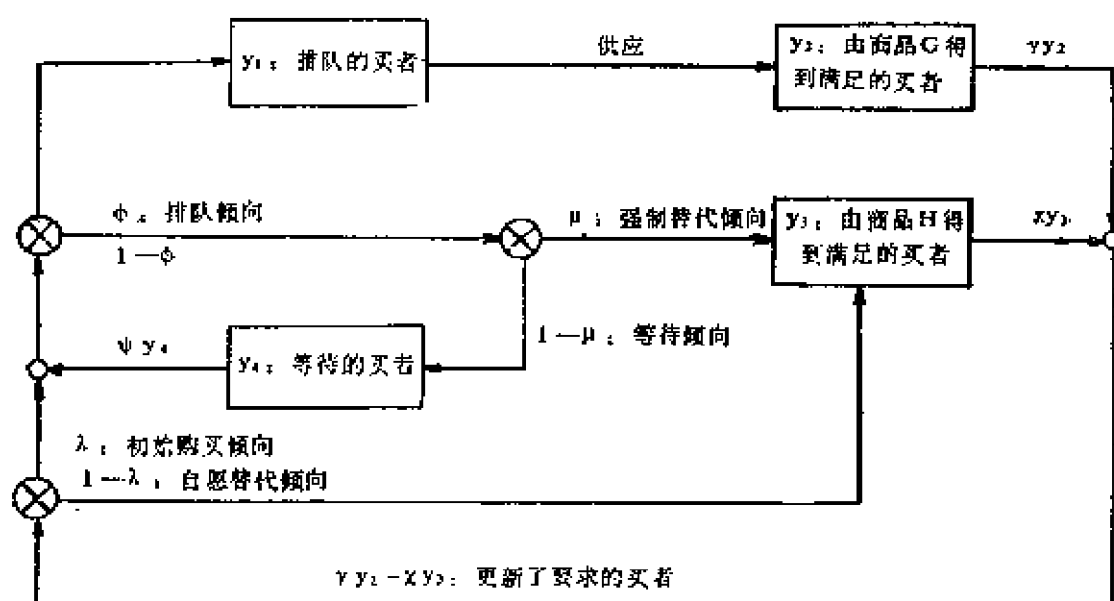 y₁：排队的买者
供应
y₂：由商品G得
到满足的买者
γy₂
φ：排队倾向
1—φ
μ：强制替代倾向
y₃：由商品H得
到满足的买者
χy₃
1—μ：等待倾向
ψy₄
y₄：等待的买者
λ：初始购买倾向
1—λ：自愿替代倾向
γy₂-χy₃：更新了要求的买者